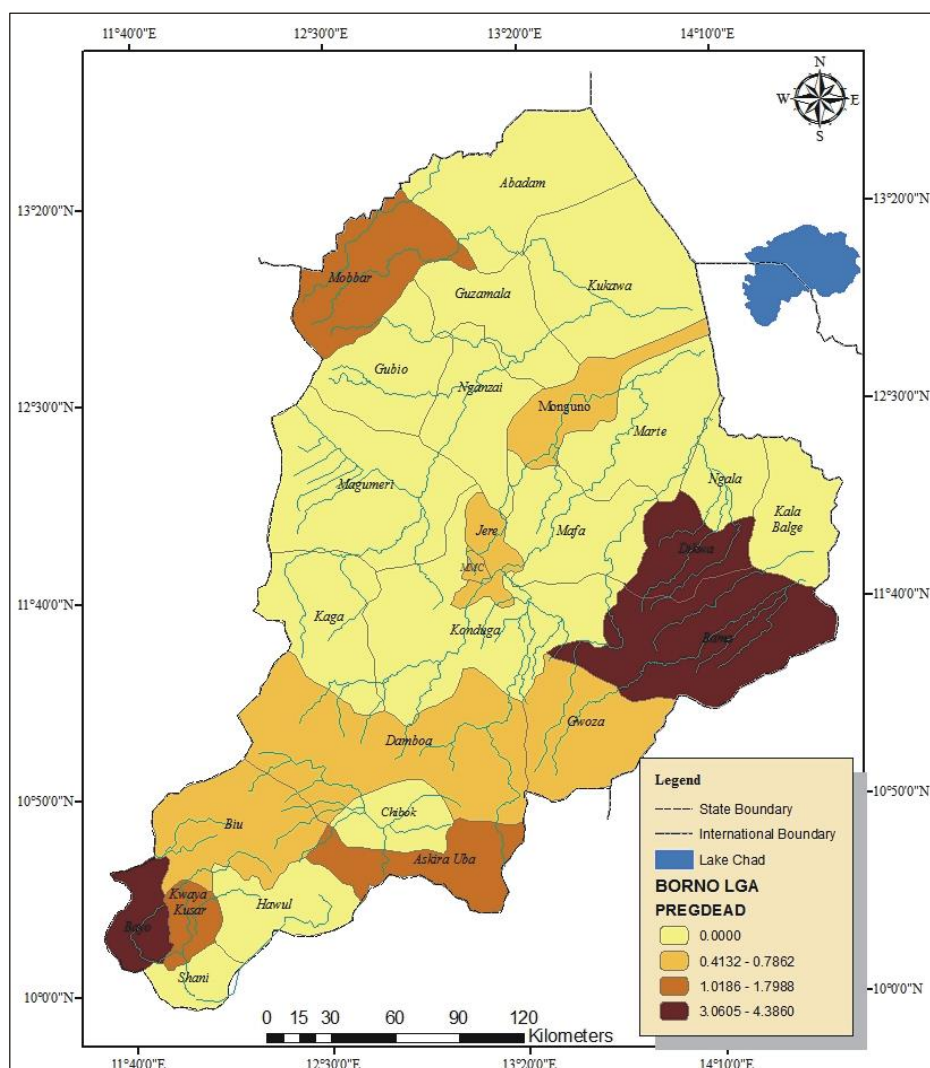 11°40'0"E 12°30'0"E 13°20'0"E 14°10'0"E
N
W E
S
Abadam
13°20'0"N 13°20'0"N
Mobbar
Guzamala
Kukawa
Gubio
Nganzai
12°30'0"N 12°30'0"N
Monguno
Marte
Magumeri
Ngala
Kala
Balge
Jere
Mafa
Dikwa
MMC
11°40'0"N 11°40'0"N
Kaga
Konduga
Bama
Gwoza
Damboa
10°50'0"N 10°50'0"N
Chibok
Biu
Askira Uba
Kwaya
Kusar
Hawul
Bayo
Shani
10°0'0"N 10°0'0"N
Legend
State Boundary
International Boundary
Lake Chad
BORNO LGA
PREGDEAD
0.0000
0.4132 - 0.7862
1.0186 - 1.7988
3.0605 - 4.3860
0 15 30 60 90 120
Kilometers
11°40'0"E 12°30'0"E 13°20'0"E 14°10'0"E